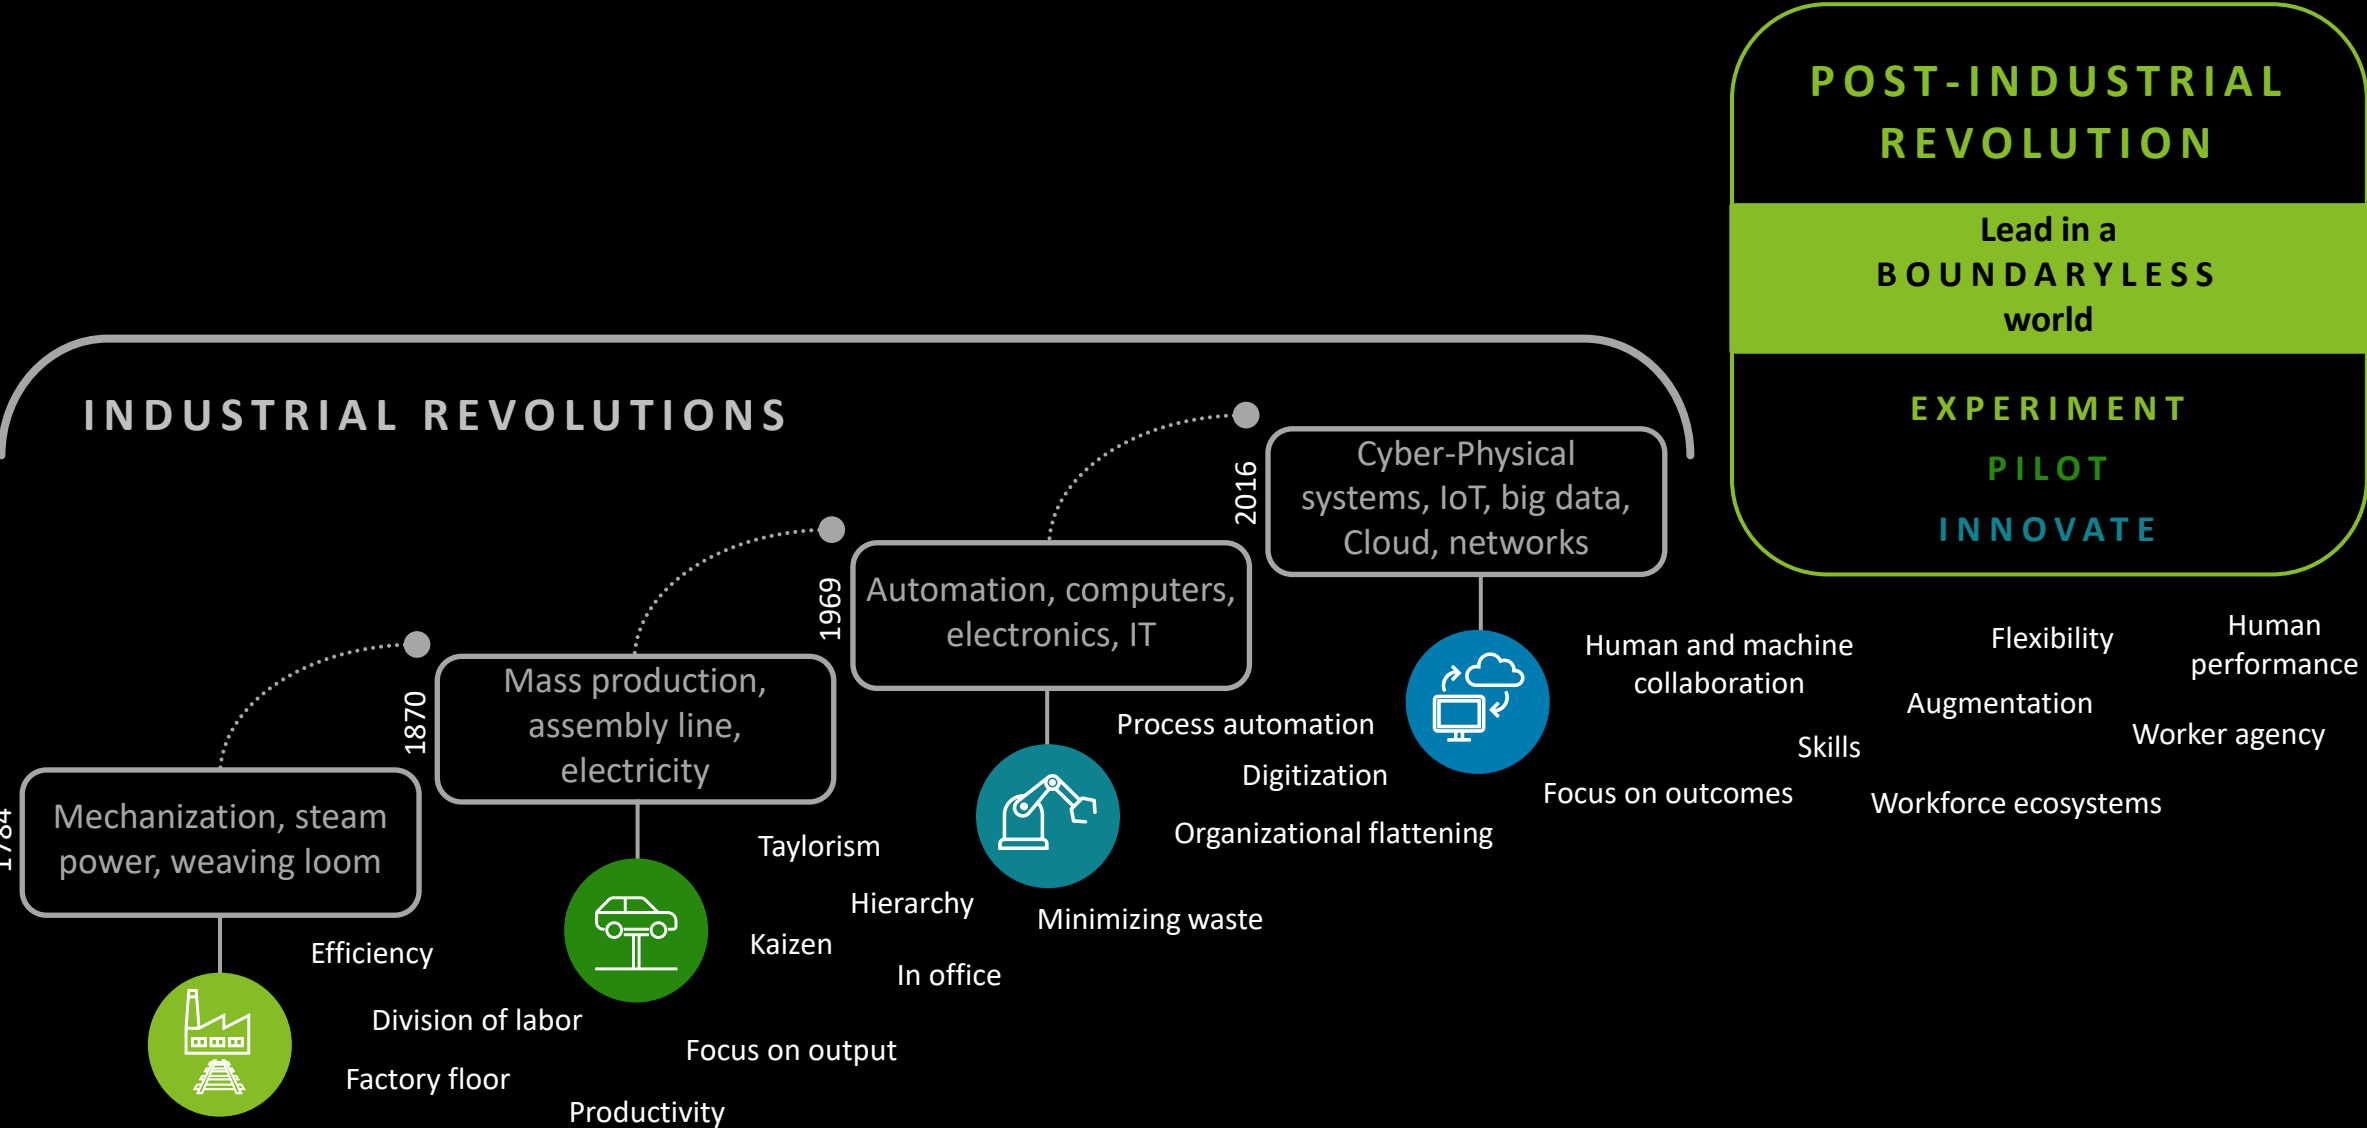 POST-INDUSTRIAL
REVOLUTION
Lead in a
BOUNDARYLESS
world
EXPERIMENT
PILOT
INNOVATE
INDUSTRIAL REVOLUTIONS
2016
Cyber-Physical
systems, IoT, big data,
Cloud, networks
1969
Automation, computers,
electronics, IT
1870
Mass production,
assembly line,
electricity
1784
Mechanization, steam
power, weaving loom
Efficiency
Division of labor
Factory floor
Productivity
Taylorism
Hierarchy
Kaizen
In office
Focus on output
Process automation
Digitization
Organizational flattening
Minimizing waste
Human and machine
collaboration
Flexibility
Human
performance
Augmentation
Worker agency
Skills
Focus on outcomes
Workforce ecosystems